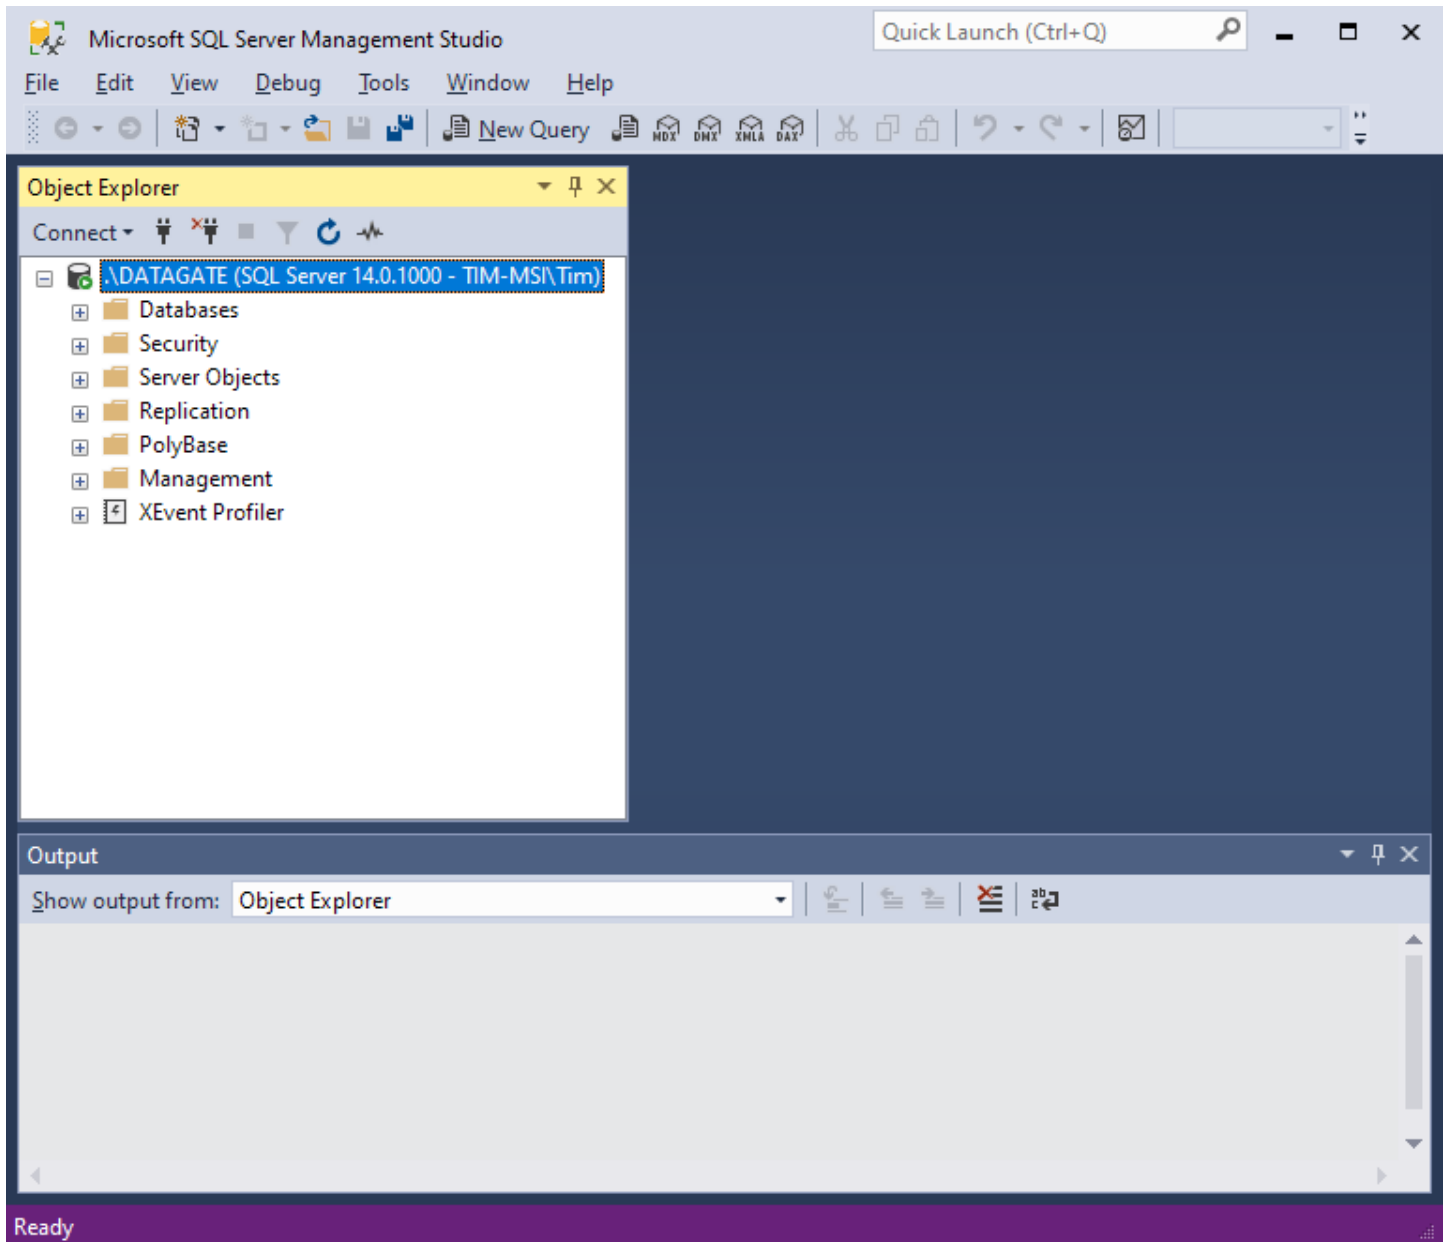 Microsoft SQL Server Management Studio
Quick Launch (Ctrl+Q)
File Edit View Debug Tools Window Help
New Query MDX DMX XMLA DAX
Object Explorer
Connect
.\DATAGATE (SQL Server 14.0.1000 - TIM-MSI\Tim)
Databases
Security
Server Objects
Replication
PolyBase
Management
XEvent Profiler
Output
Show output from: Object Explorer
Ready